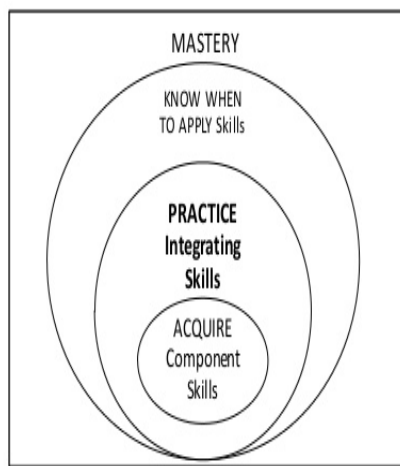 MASTERY
KNOW WHEN
TO APPLY Skills
PRACTICE
Integrating
Skills
ACQUIRE
Component
Skills